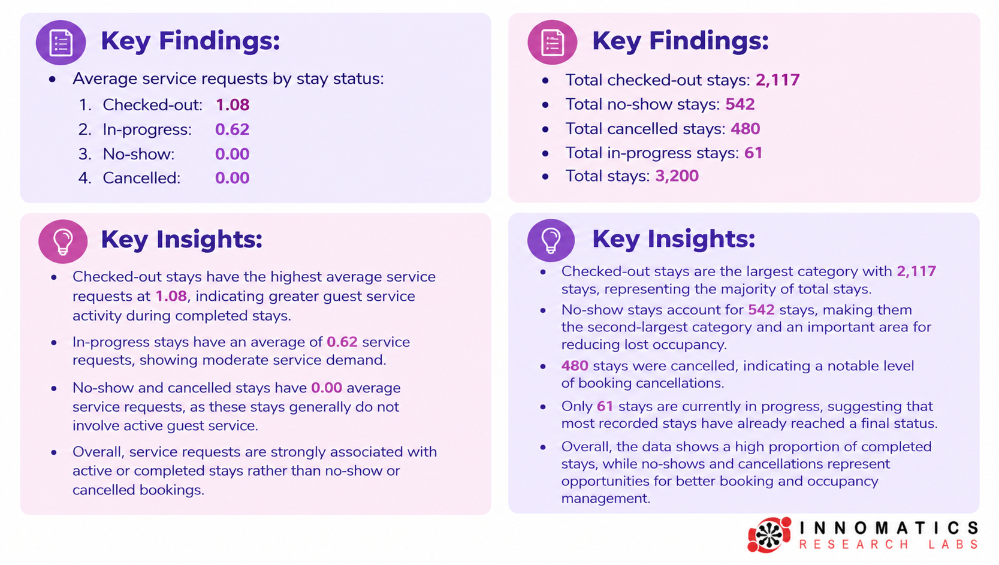 Key Findings:
• Average service requests by stay status:
1. Checked-out: 1.08
2. In-progress: 0.62
3. No-show: 0.00
4. Cancelled: 0.00
Key Findings:
• Total checked-out stays: 2,117
• Total no-show stays: 542
• Total cancelled stays: 480
• Total in-progress stays: 61
• Total stays: 3,200
Key Insights:
• Checked-out stays have the highest average service
requests at 1.08, indicating greater guest service
activity during completed stays.
• In-progress stays have an average of 0.62 service
requests, showing moderate service demand.
• No-show and cancelled stays have 0.00 average
service requests, as these stays generally do not
involve active guest service.
• Overall, service requests are strongly associated with
active or completed stays rather than no-show or
cancelled bookings.
Key Insights:
• Checked-out stays are the largest category with 2,117
stays, representing the majority of total stays.
• No-show stays account for 542 stays, making them
the second-largest category and an important area for
reducing lost occupancy.
• 480 stays were cancelled, indicating a notable level
of booking cancellations.
• Only 61 stays are currently in progress, suggesting that
most recorded stays have already reached a final status.
• Overall, the data shows a high proportion of completed
stays, while no-shows and cancellations represent
opportunities for better booking and occupancy
management.
INNOMATICS
RESEARCH LABS